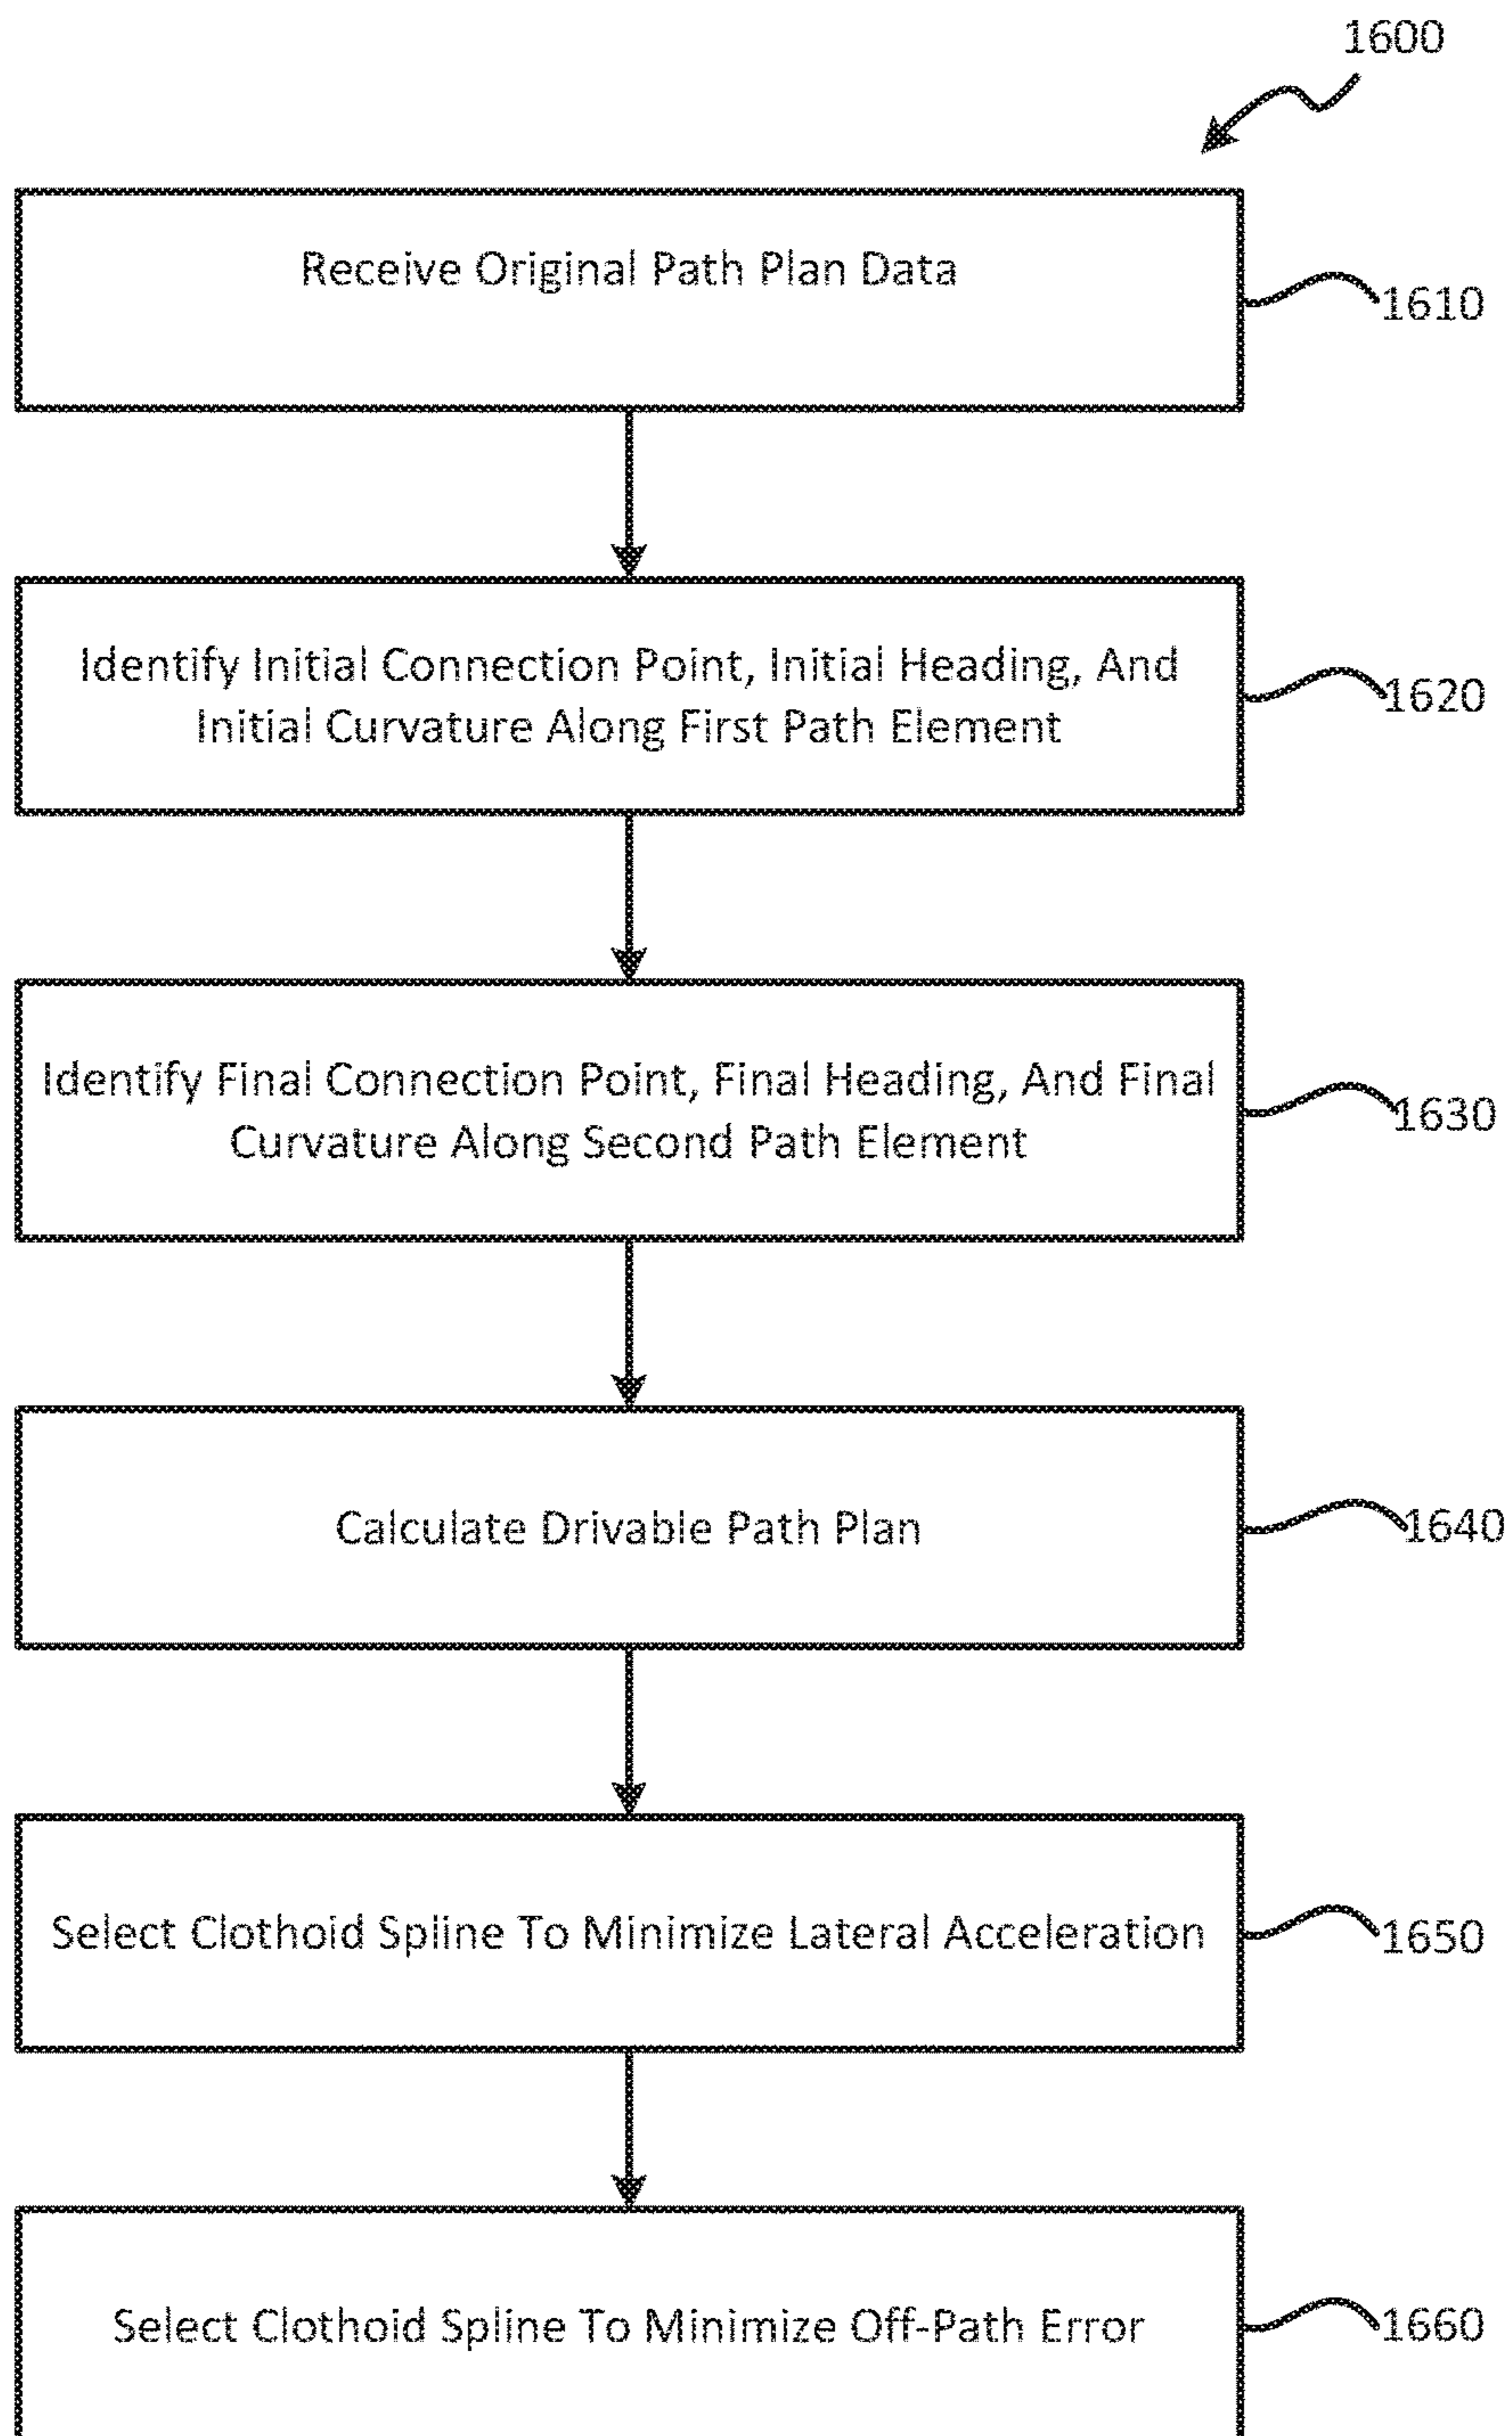 1600
Receive Original Path Plan Data
1610
Identify Initial Connection Point, Initial Heading, And
Initial Curvature Along First Path Element
1620
Identify Final Connection Point, Final Heading, And Final
Curvature Along Second Path Element
1630
Calculate Drivable Path Plan
1640
Select Clothoid Spline To Minimize Lateral Acceleration
1650
Select Clothoid Spline To Minimize Off-Path Error
1660